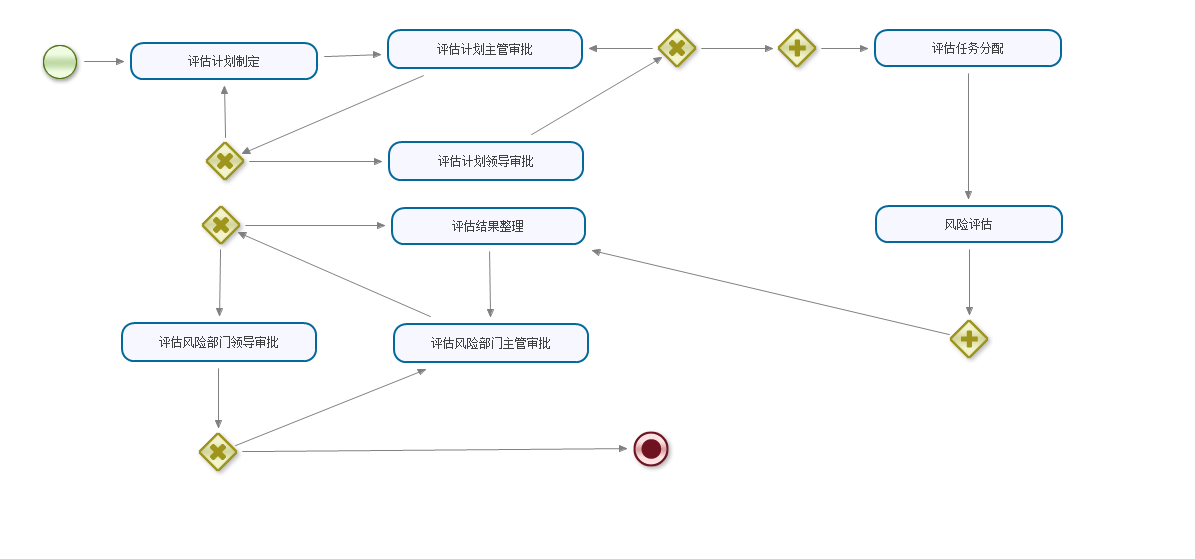 评估计划制定
评估计划主管审批
评估任务分配
评估计划领导审批
评估结果整理
风险评估
评估风险部门领导审批
评估风险部门主管审批